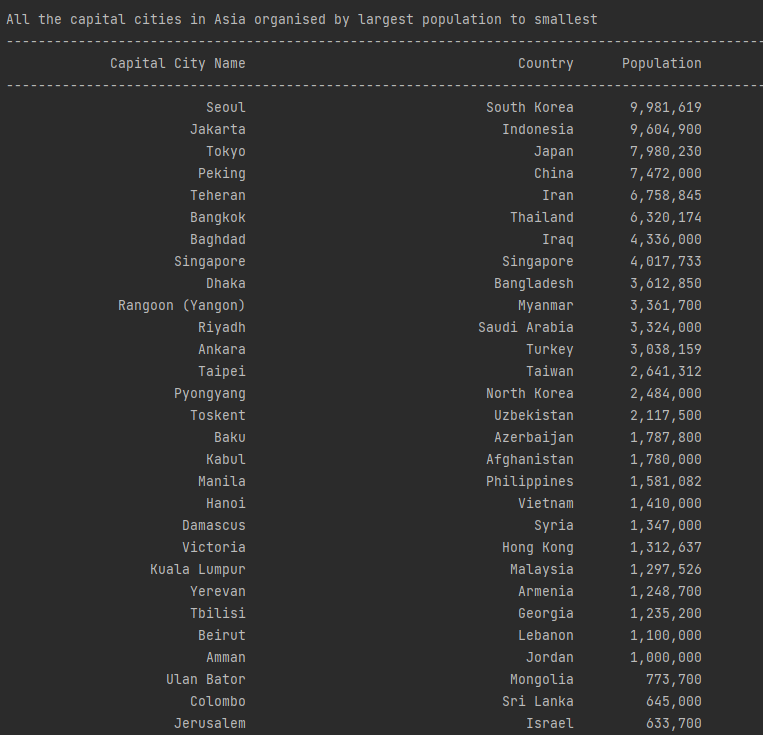 All the capital cities in Asia organised by largest population to smallest
-----------------------------------------------------------------------------------------------
Capital City Name Country Population
-----------------------------------------------------------------------------------------------
Seoul South Korea 9,981,619
Jakarta Indonesia 9,604,900
Tokyo Japan 7,980,230
Peking China 7,472,000
Teheran Iran 6,758,845
Bangkok Thailand 6,320,174
Baghdad Iraq 4,336,000
Singapore Singapore 4,017,733
Dhaka Bangladesh 3,612,850
Rangoon (Yangon) Myanmar 3,361,700
Riyadh Saudi Arabia 3,324,000
Ankara Turkey 3,038,159
Taipei Taiwan 2,641,312
Pyongyang North Korea 2,484,000
Toskent Uzbekistan 2,117,500
Baku Azerbaijan 1,787,800
Kabul Afghanistan 1,780,000
Manila Philippines 1,581,082
Hanoi Vietnam 1,410,000
Damascus Syria 1,347,000
Victoria Hong Kong 1,312,637
Kuala Lumpur Malaysia 1,297,526
Yerevan Armenia 1,248,700
Tbilisi Georgia 1,235,200
Beirut Lebanon 1,100,000
Amman Jordan 1,000,000
Ulan Bator Mongolia 773,700
Colombo Sri Lanka 645,000
Jerusalem Israel 633,700